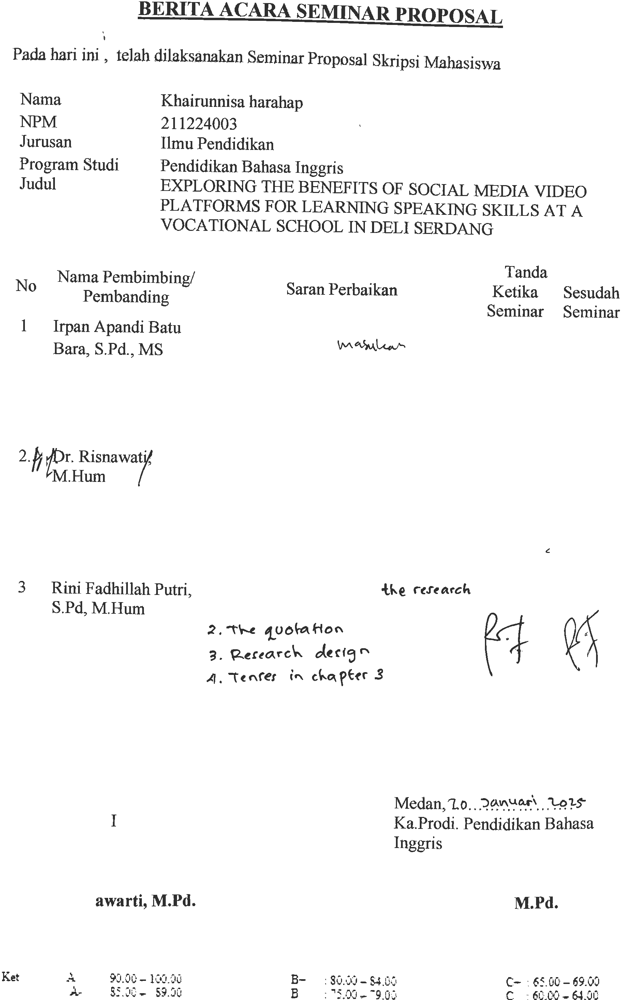 BERITA ACARA SEMINAR PROPOSAL
Pada hari ini , telah dilaksanakan Seminar Proposal Skripsi Mahasiswa
Nama Khairunnisa harahap
NPM 211224003
Jurusan Ilmu Pendidikan
Program Studi Pendidikan Bahasa Inggris
Judul EXPLORING THE BENEFITS OF SOCIAL MEDIA VIDEO
PLATFORMS FOR LEARNING SPEAKING SKILLS AT A
VOCATIONAL SCHOOL IN DELI SERDANG
No Nama Pembimbing/ Pembanding Saran Perbaikan Tanda
Ketika Seminar Sesudah Seminar
1 Irpan Apandi Batu
Bara, S.Pd., MS masukan
2. Dr. Risnawati,
M.Hum
3 Rini Fadhillah Putri, the research
S.Pd, M.Hum
2. The quotation
3. Research design
4. Tenses in chapter 3
Medan, 20 Januari 2025
I Ka.Prodi. Pendidikan Bahasa
Inggris
awarti, M.Pd. M.Pd.
Ket A 90.00 – 100.00 B- : 80.00 – 84.00 C- : 65.00 – 69.00
A- 85.00 – 89.00 B : 75.00 – 79.00 C : 60.00 – 64.00